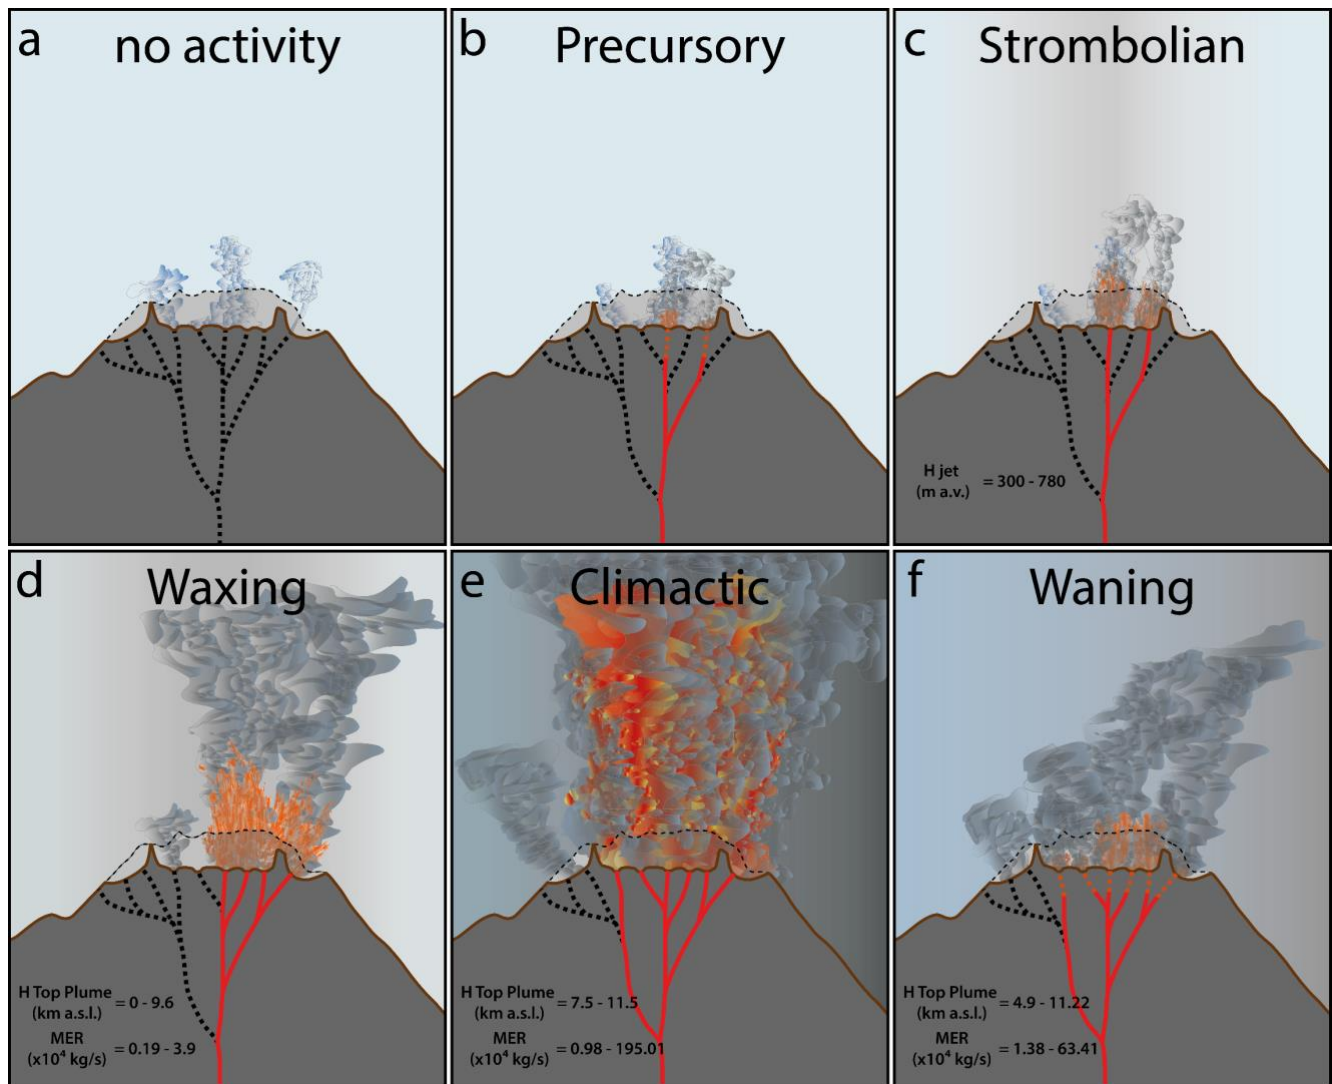 a no activity
b Precursory
c Strombolian
H jet
(m a.v.) = 300 - 780
d Waxing
H Top Plume
(km a.s.l.) = 0 - 9.6
MER
(x10⁴ kg/s) = 0.19 - 3.9
e Climactic
H Top Plume
(km a.s.l.) = 7.5 - 11.5
MER
(x10⁴ kg/s) = 0.98 - 195.01
f Waning
H Top Plume
(km a.s.l.) = 4.9 - 11.22
MER
(x10⁴ kg/s) = 1.38 - 63.41